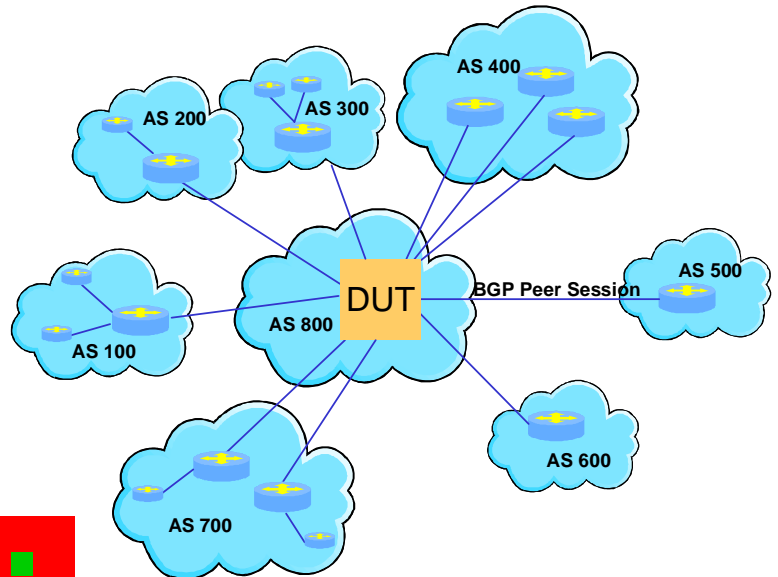 AS 400
AS 200
AS 300
AS 500
BGP Peer Session
DUT
AS 800
AS 100
AS 600
AS 700